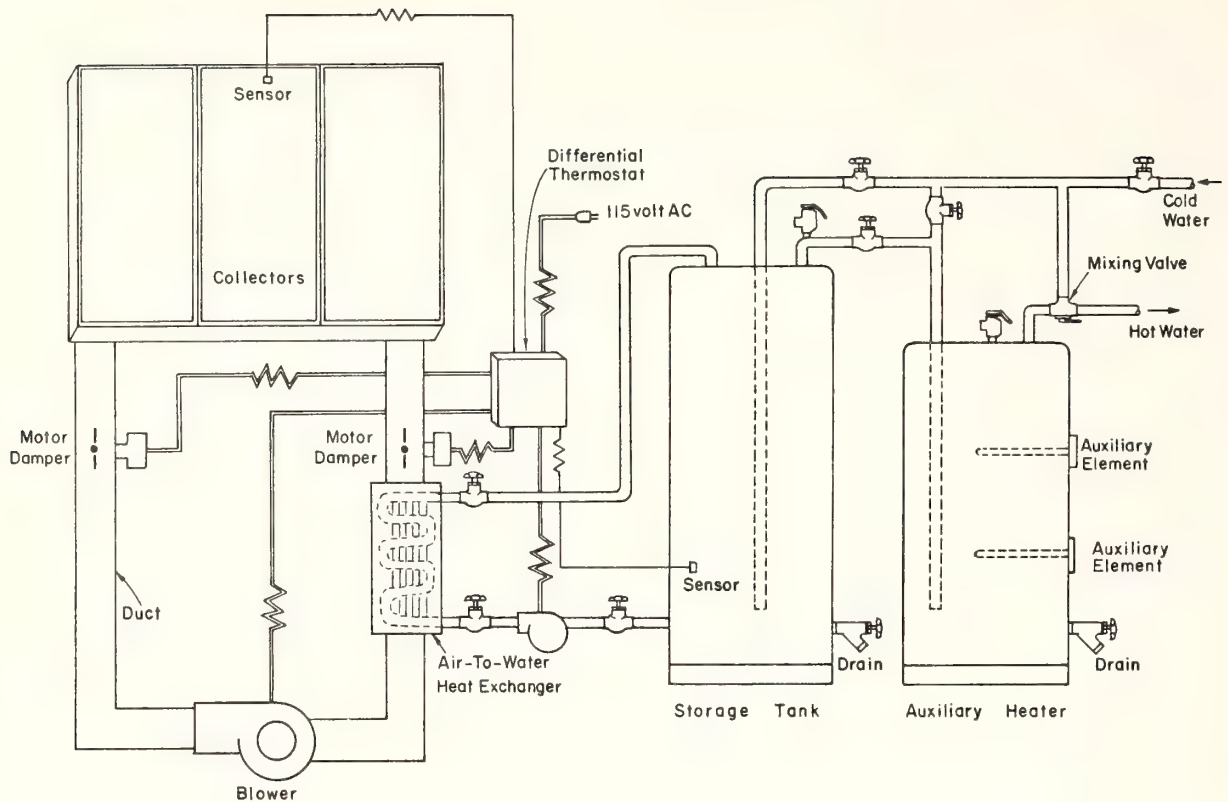 Sensor
Differential
Thermostat
115 volt AC
Cold
Water
Collectors
Mixing Valve
Hot Water
Motor
Damper
Motor
Damper
Auxiliary
Element
Auxiliary
Element
Sensor
Duct
Air-To-Water
Heat Exchanger
Drain
Drain
Storage Tank
Auxiliary Heater
Blower